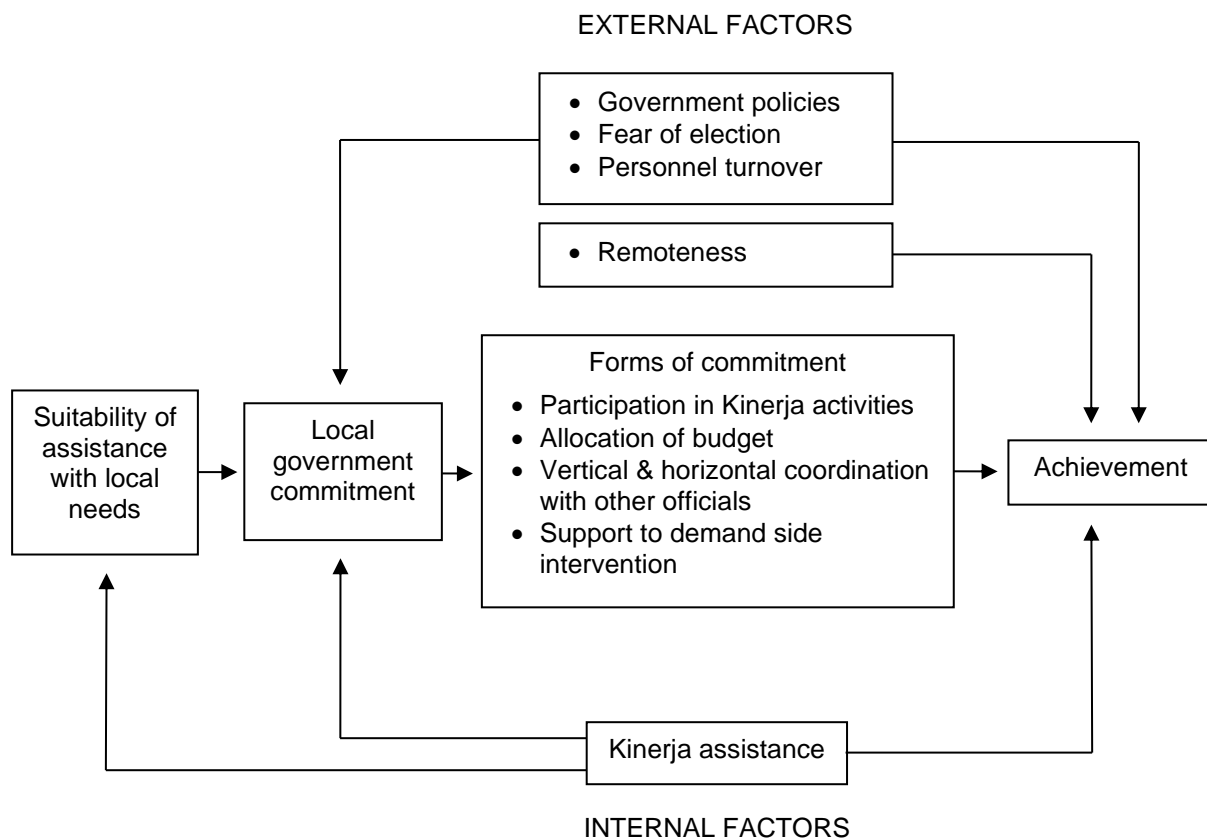 EXTERNAL FACTORS
• Government policies
• Fear of election
• Personnel turnover
• Remoteness
Suitability of
assistance
with local
needs
Local
government
commitment
Forms of commitment
• Participation in Kinerja activities
• Allocation of budget
• Vertical & horizontal coordination
with other officials
• Support to demand side
intervention
Achievement
Kinerja assistance
INTERNAL FACTORS